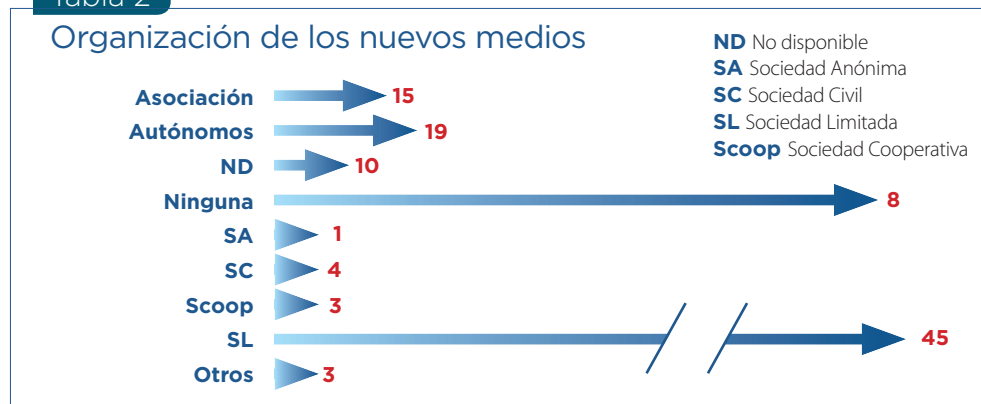 Tabla 2
Organización de los nuevos medios
ND No disponible
SA Sociedad Anónima
SC Sociedad Civil
SL Sociedad Limitada
Scoop Sociedad Cooperativa
Asociación 15
Autónomos 19
ND 10
Ninguna 8
SA 1
SC 4
Scoop 3
SL 45
Otros 3